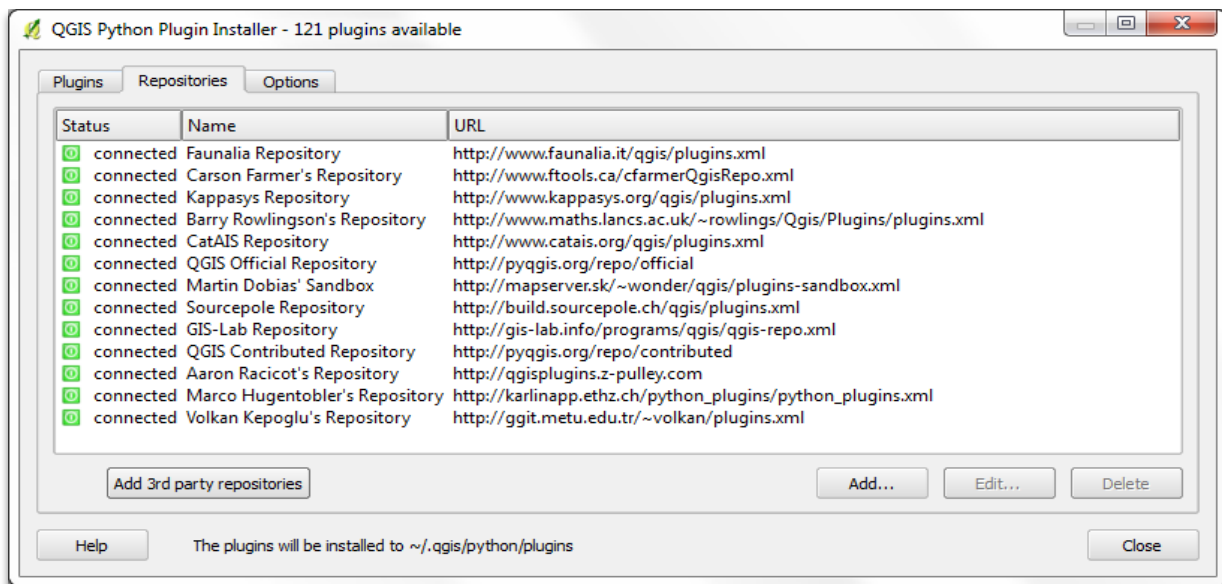 QGIS Python Plugin Installer - 121 plugins available
Plugins Repositories Options
Status Name URL
connected Faunalia Repository http://www.faunalia.it/qgis/plugins.xml
connected Carson Farmer's Repository http://www.ftools.ca/cfarmerQgisRepo.xml
connected Kappasys Repository http://www.kappasys.org/qgis/plugins.xml
connected Barry Rowlingson's Repository http://www.maths.lancs.ac.uk/~rowlings/Qgis/Plugins/plugins.xml
connected CatAIS Repository http://www.catais.org/qgis/plugins.xml
connected QGIS Official Repository http://pyqgis.org/repo/official
connected Martin Dobias' Sandbox http://mapserver.sk/~wonder/qgis/plugins-sandbox.xml
connected Sourcepole Repository http://build.sourcepole.ch/qgis/plugins.xml
connected GIS-Lab Repository http://gis-lab.info/programs/qgis/qgis-repo.xml
connected QGIS Contributed Repository http://pyqgis.org/repo/contributed
connected Aaron Racicot's Repository http://qgisplugins.z-pulley.com
connected Marco Hugentobler's Repository http://karlinapp.ethz.ch/python_plugins/python_plugins.xml
connected Volkan Kepoglu's Repository http://ggit.metu.edu.tr/~volkan/plugins.xml
Add 3rd party repositories Add... Edit... Delete
Help The plugins will be installed to ~/.qgis/python/plugins Close